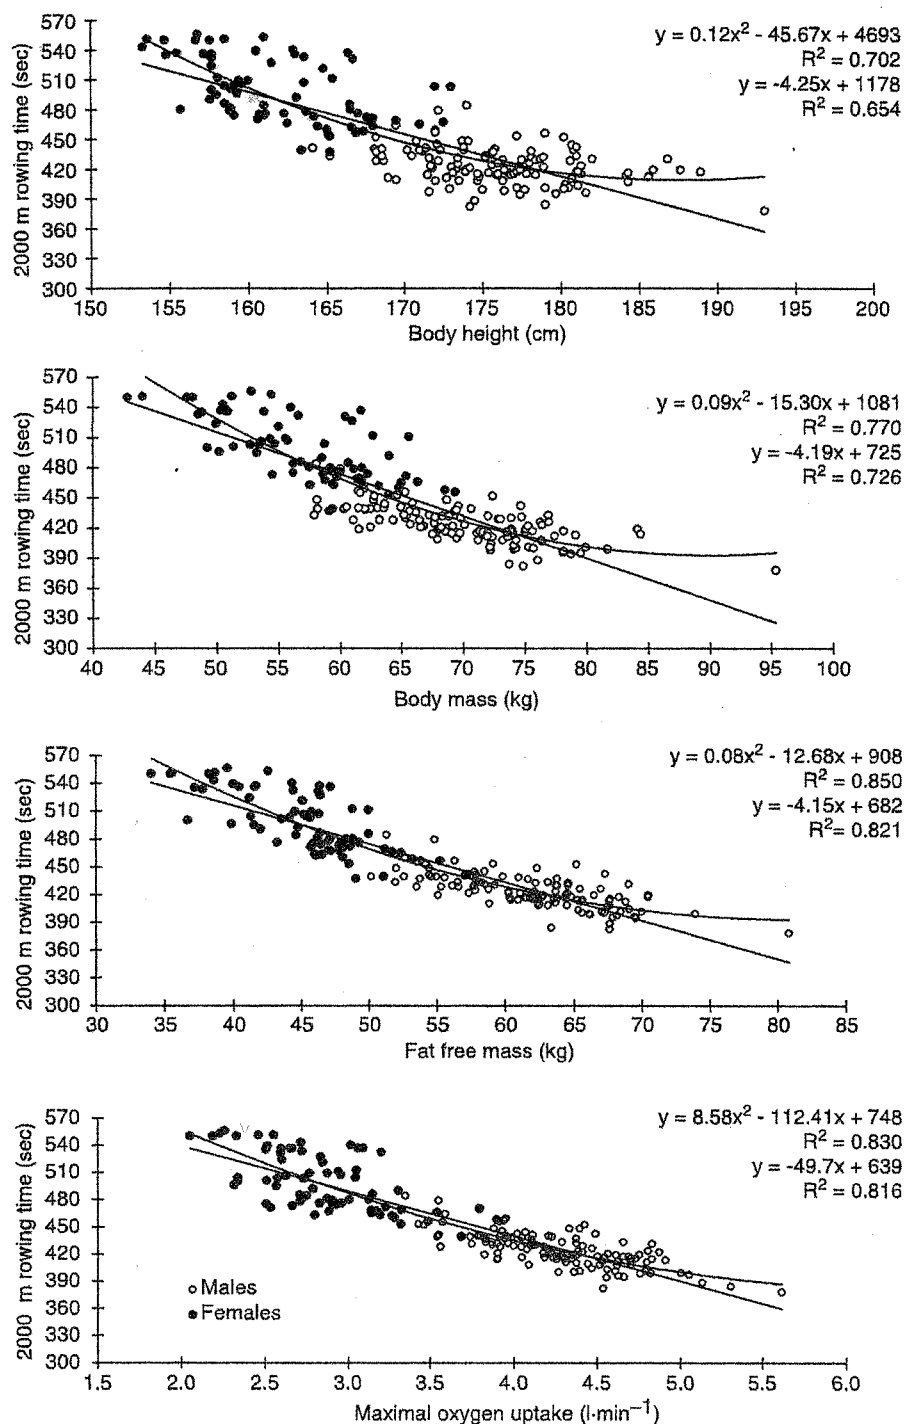 570
540
510
480
450
420
390
360
330
300
2000 m rowing time (sec)
y = 0.12x² - 45.67x + 4693
R² = 0.702
y = -4.25x + 1178
R² = 0.654
150 155 160 165 170 175 180 185 190 195 200
Body height (cm)
570
540
510
480
450
420
390
360
330
300
2000 m rowing time (sec)
y = 0.09x² - 15.30x + 1081
R² = 0.770
y = -4.19x + 725
R² = 0.726
40 45 50 55 60 65 70 75 80 85 90 95 100
Body mass (kg)
570
540
510
480
450
420
390
360
330
300
2000 m rowing time (sec)
y = 0.08x² - 12.68x + 908
R² = 0.850
y = -4.15x + 682
R²= 0.821
30 35 40 45 50 55 60 65 70 75 80 85
Fat free mass (kg)
570
540
510
480
450
420
390
360
330
300
2000 m rowing time (sec)
y = 8.58x² - 112.41x + 748
R² = 0.830
y = -49.7x + 639
R² = 0.816
Males
Females
1.5 2.0 2.5 3.0 3.5 4.0 4.5 5.0 5.5 6.0
Maximal oxygen uptake (l·min⁻¹)